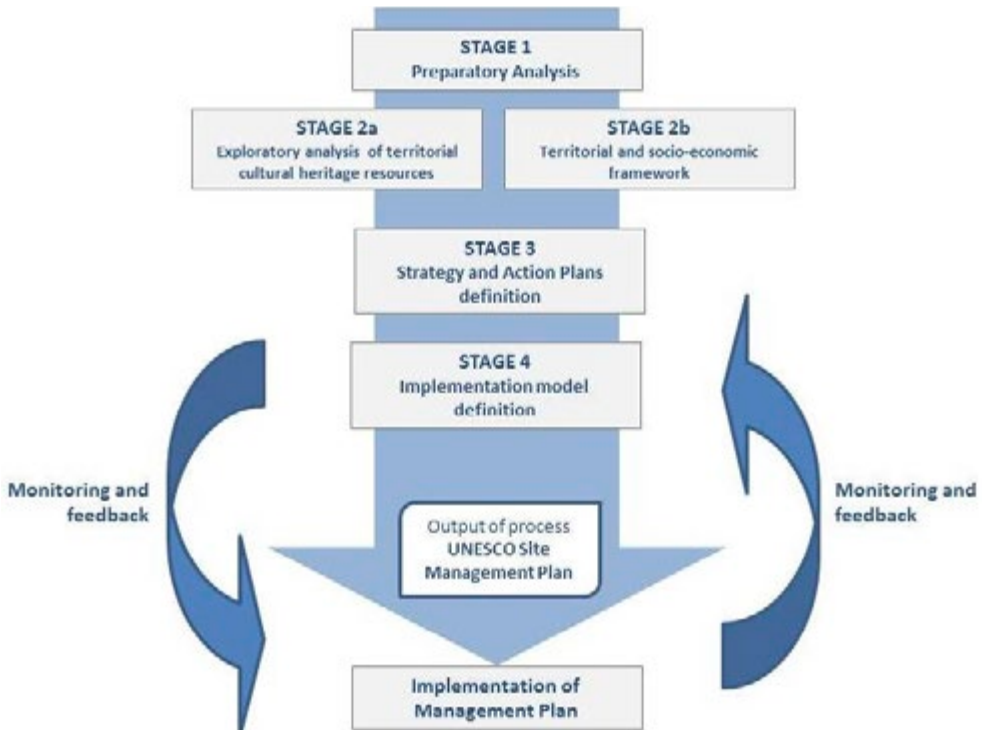 STAGE 1
Preparatory Analysis
STAGE 2a
Exploratory analysis of territorial
cultural heritage resources
STAGE 2b
Territorial and socio-economic
framework
STAGE 3
Strategy and Action Plans
definition
STAGE 4
Implementation model
definition
Monitoring and
feedback
Output of process
UNESCO Site
Management Plan
Monitoring and
feedback
Implementation of
Management Plan